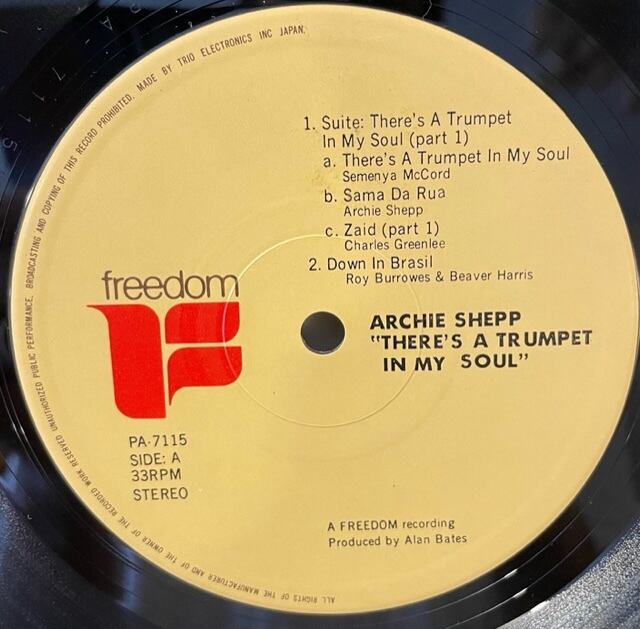 ALL RIGHTS OF THE MANUFACTURER AND OF THE OWNER OF THE RECORDED WORK RESERVED UNAUTHORIZED PUBLIC PERFORMANCE. BROADCASTING AND COPYING OF THIS RECORD PROHIBITED. MADE BY TRIO ELECTRONICS INC JAPAN.
1. Suite: There's A Trumpet
In My Soul (part 1)
a. There's A Trumpet In My Soul
Semenya McCord
b. Sama Da Rua
Archie Shepp
c. Zaid (part 1)
Charles Greenlee
2. Down In Brasil
Roy Burrowes & Beaver Harris
freedom
ARCHIE SHEPP
"THERE'S A TRUMPET
IN MY SOUL"
PA-7115
SIDE: A
33RPM
STEREO
A FREEDOM recording
Produced by Alan Bates